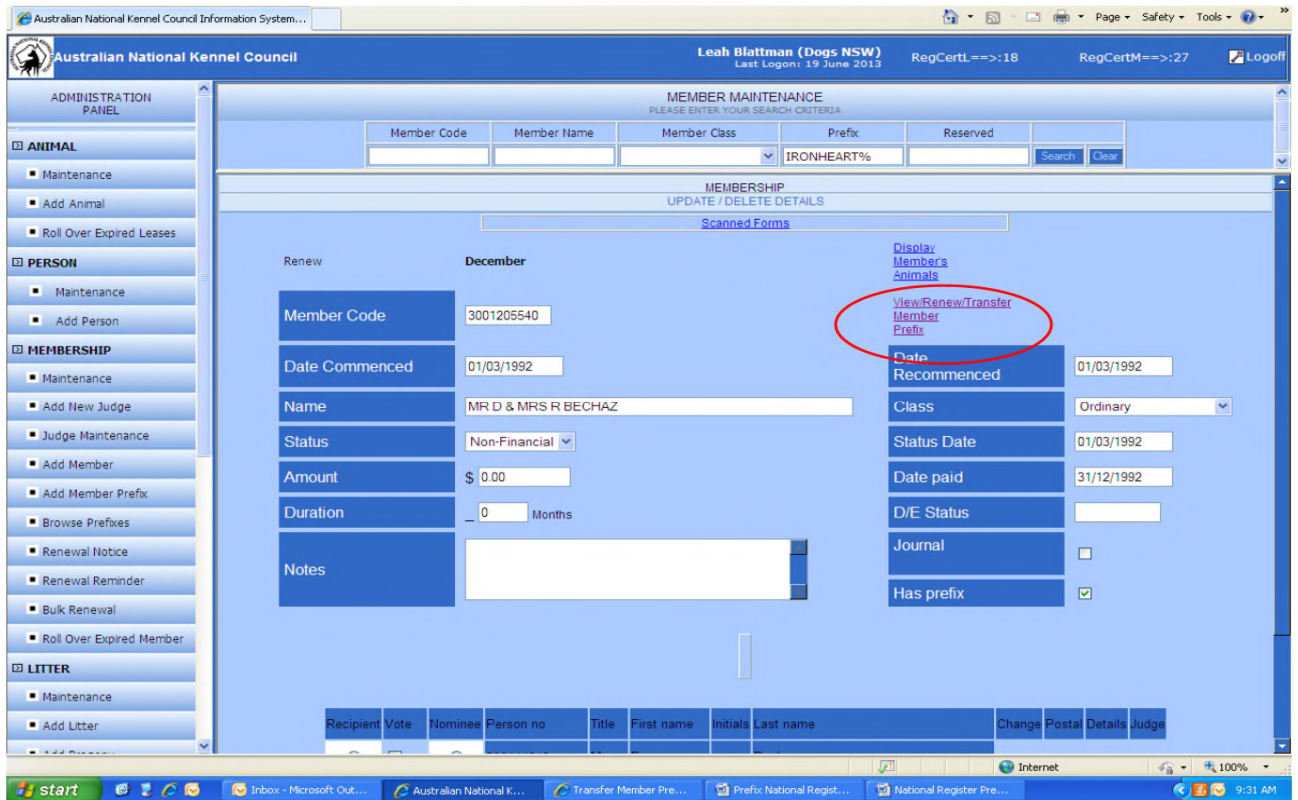 Australian National Kennel Council Information System...
Page
Safety
Tools
Australian National Kennel Council
Leah Blattman (Dogs NSW)
Last Logon: 19 June 2013
RegCertL==>:18
RegCertM==>:27
Logoff
ADMINISTRATION
PANEL
ANIMAL
Maintenance
Add Animal
Roll Over Expired Leases
PERSON
Maintenance
Add Person
MEMBERSHIP
Maintenance
Add New Judge
Judge Maintenance
Add Member
Add Member Prefix
Browse Prefixes
Renewal Notice
Renewal Reminder
Bulk Renewal
Roll Over Expired Member
LITTER
Maintenance
Add Litter
MEMBER MAINTENANCE
PLEASE ENTER YOUR SEARCH CRITERIA
Member Code Member Name Member Class Prefix Reserved
IRONHEART% Search Clear
MEMBERSHIP
UPDATE / DELETE DETAILS
Scanned Forms
Renew December
Display
Member's
Animals
Member Code 3001205540
View/Renew/Transfer
Member
Prefix
Date Commenced 01/03/1992
Date
Recommenced 01/03/1992
Name MR D & MRS R BECHAZ Class Ordinary
Status Non-Financial Status Date 01/03/1992
Amount $ 0.00 Date paid 31/12/1992
Duration _ 0 Months D/E Status
Notes
Journal
Has prefix
Recipient Vote Nominee Person no Title First name Initials Last name Change Postal Details Judge
Internet 100%
start Inbox - Microsoft Out... Australian National K... Transfer Member Pre... Prefix National Regist... National Register Pre... 9:31 AM